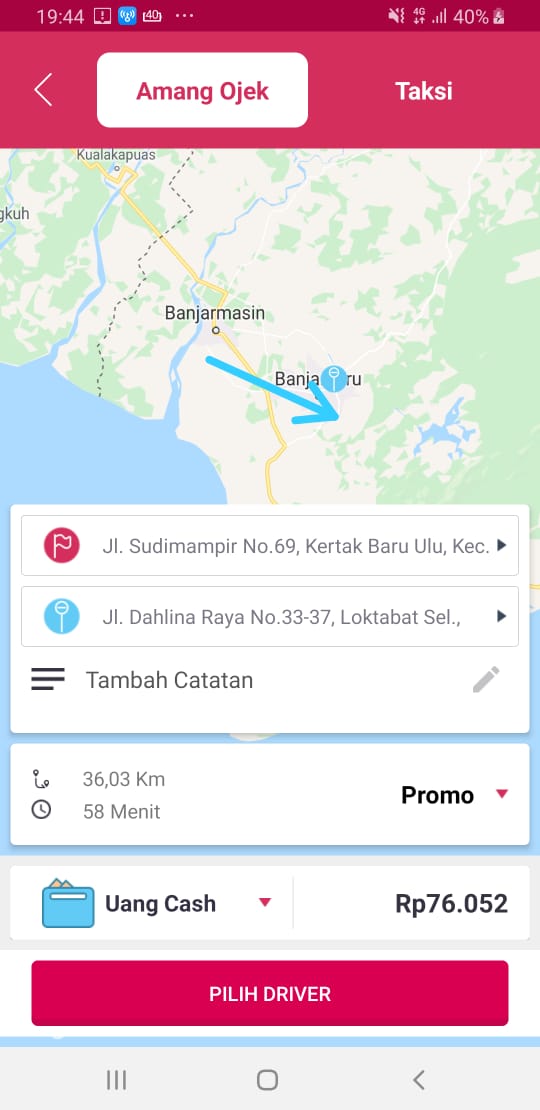 19:44 40 4G 40%
Amang Ojek
Taksi
Kualakapuas
gkuh
Banjarmasin
Banja ru
Jl. Sudimampir No.69, Kertak Baru Ulu, Kec.
Jl. Dahlina Raya No.33-37, Loktabat Sel.,
Tambah Catatan
36,03 Km
58 Menit
Promo
Uang Cash
Rp76.052
PILIH DRIVER